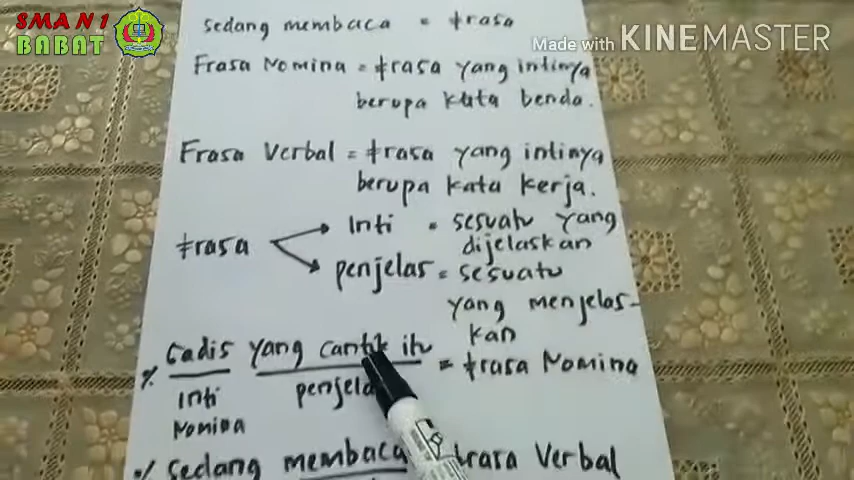 SMAN 1
BABAT
Made with KINEMASTER
sedang membaca = frasa
Frasa Nomina = frasa yang intinya
berupa kata benda.
Frasa Verbal = frasa yang intinya
berupa kata kerja.
frasa
Inti = sesuatu yang
dijelaskan
penjelas = sesuatu
yang menjelas-
kan
% Gadis yang cantik itu
= frasa Nomina
Inti penjela
Nomina
% sedang membaca frasa Verbal